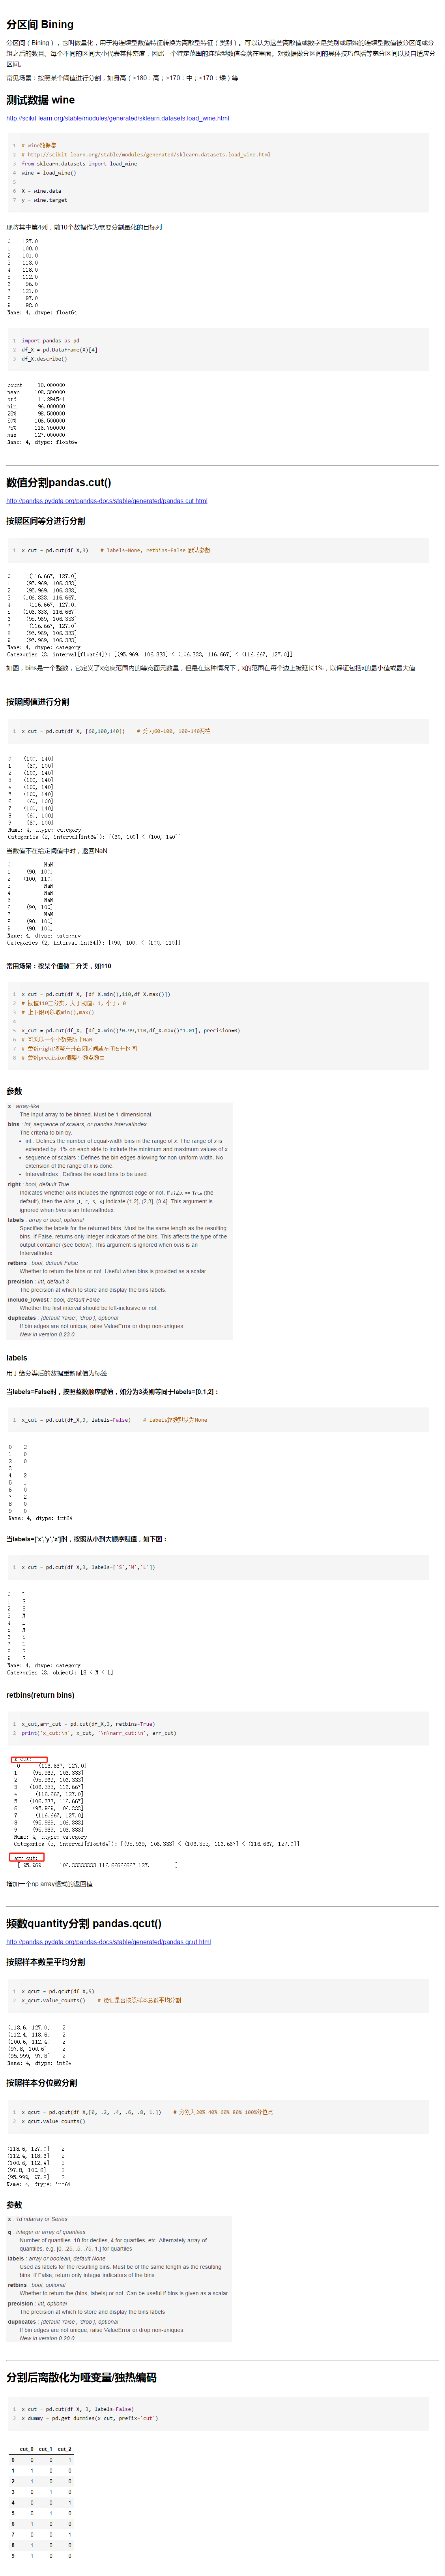 分区间 Bining
分区间（Bining），也叫做量化，用于将连续型数值特征转换为离散型特征（类别）。可以认为这些离散值或数字是类别或原始的连续型数值被分区间或分
组之后的数目。每个不同的区间大小代表某种密度，因此一个特定范围的连续型数值会落在里面。对数据做分区间的具体技巧包括等宽分区间以及自适应分
区间。
常见场景：按照某个阈值进行分割，如身高（>180：高；>170：中；<170：矮）等
测试数据 wine
http://scikit-learn.org/stable/modules/generated/sklearn.datasets.load_wine.html
1 # wine数据集
2 # http://scikit-learn.org/stable/modules/generated/sklearn.datasets.load_wine.html
3 from sklearn.datasets import load_wine
4 wine = load_wine()
5
6 X = wine.data
7 y = wine.target
现将其中第4列，前10个数据作为需要分割量化的目标列
0 127.0
1 100.0
2 101.0
3 113.0
4 118.0
5 112.0
6 96.0
7 121.0
8 97.0
9 98.0
Name: 4, dtype: float64
1 import pandas as pd
2 df_X = pd.DataFrame(X)[4]
3 df_X.describe()
count 10.000000
mean 108.300000
std 11.294541
min 96.000000
25% 98.500000
50% 106.500000
75% 116.750000
max 127.000000
Name: 4, dtype: float64
数值分割pandas.cut()
http://pandas.pydata.org/pandas-docs/stable/generated/pandas.cut.html
按照区间等分进行分割
1 x_cut = pd.cut(df_X,3) # labels=None, retbins=False 默认参数
0 (116.667, 127.0]
1 (95.969, 106.333]
2 (95.969, 106.333]
3 (106.333, 116.667]
4 (116.667, 127.0]
5 (106.333, 116.667]
6 (95.969, 106.333]
7 (116.667, 127.0]
8 (95.969, 106.333]
9 (95.969, 106.333]
Name: 4, dtype: category
Categories (3, interval[float64]): [(95.969, 106.333] < (106.333, 116.667] < (116.667, 127.0]]
如图，bins是一个整数，它定义了x宽度范围内的等宽面元数量，但是在这种情况下，x的范围在每个边上被延长1%，以保证包括x的最小值或最大值
按照阈值进行分割
1 x_cut = pd.cut(df_X, [60,100,140]) # 分为60-100, 100-140两档
0 (100, 140]
1 (60, 100]
2 (100, 140]
3 (100, 140]
4 (100, 140]
5 (100, 140]
6 (60, 100]
7 (100, 140]
8 (60, 100]
9 (60, 100]
Name: 4, dtype: category
Categories (2, interval[int64]): [(60, 100] < (100, 140]]
当数值不在给定阈值中时，返回NaN
0 NaN
1 (90, 100]
2 (100, 110]
3 NaN
4 NaN
5 NaN
6 (90, 100]
7 NaN
8 (90, 100]
9 (90, 100]
Name: 4, dtype: category
Categories (2, interval[int64]): [(90, 100] < (100, 110]]
常用场景：按某个值做二分类，如110
1 x_cut = pd.cut(df_X, [df_X.min(),110,df_X.max()])
2 # 阈值110二分类，大于阈值：1，小于：0
3 # 上下限可以取min(),max()
4
5 x_cut = pd.cut(df_X, [df_X.min()*0.99,110,df_X.max()*1.01], precision=0)
6 # 可乘以一个小数来防止NaN
7 # 参数right调整左开右闭区间或左闭右开区间
8 # 参数precision调整小数点数目
参数
x : array-like
The input array to be binned. Must be 1-dimensional.
bins : int, sequence of scalars, or pandas.IntervalIndex
The criteria to bin by.
• int : Defines the number of equal-width bins in the range of x. The range of x is
extended by .1% on each side to include the minimum and maximum values of x.
• sequence of scalars : Defines the bin edges allowing for non-uniform width. No
extension of the range of x is done.
• IntervalIndex : Defines the exact bins to be used.
right : bool, default True
Indicates whether bins includes the rightmost edge or not. If right == True (the
default), then the bins [1, 2, 3, 4] indicate (1,2], (2,3], (3,4]. This argument is
ignored when bins is an IntervalIndex.
labels : array or bool, optional
Specifies the labels for the returned bins. Must be the same length as the resulting
bins. If False, returns only integer indicators of the bins. This affects the type of the
output container (see below). This argument is ignored when bins is an
IntervalIndex.
retbins : bool, default False
Whether to return the bins or not. Useful when bins is provided as a scalar.
precision : int, default 3
The precision at which to store and display the bins labels.
include_lowest : bool, default False
Whether the first interval should be left-inclusive or not.
duplicates : {default 'raise', 'drop'}, optional
If bin edges are not unique, raise ValueError or drop non-uniques.
New in version 0.23.0.
labels
用于给分类后的数据重新赋值为标签
当labels=False时，按照整数顺序赋值，如分为3类则等同于labels=[0,1,2]：
1 x_cut = pd.cut(df_X,3, labels=False) # labels参数默认为None
0 2
1 0
2 0
3 1
4 2
5 1
6 0
7 2
8 0
9 0
Name: 4, dtype: int64
当labels=['x','y','z']时，按照从小到大顺序赋值，如下图：
1 x_cut = pd.cut(df_X,3, labels=['S','M','L'])
0 L
1 S
2 S
3 M
4 L
5 M
6 S
7 L
8 S
9 S
Name: 4, dtype: category
Categories (3, object): [S < M < L]
retbins(return bins)
1 x_cut,arr_cut = pd.cut(df_X,3, retbins=True)
2 print('x_cut:\n', x_cut, '\n\narr_cut:\n', arr_cut)
x_cut:
0 (116.667, 127.0]
1 (95.969, 106.333]
2 (95.969, 106.333]
3 (106.333, 116.667]
4 (116.667, 127.0]
5 (106.333, 116.667]
6 (95.969, 106.333]
7 (116.667, 127.0]
8 (95.969, 106.333]
9 (95.969, 106.333]
Name: 4, dtype: category
Categories (3, interval[float64]): [(95.969, 106.333] < (106.333, 116.667] < (116.667, 127.0]]
arr_cut:
[ 95.969 106.33333333 116.66666667 127. ]
增加一个np.array格式的返回值
频数quantity分割 pandas.qcut()
http://pandas.pydata.org/pandas-docs/stable/generated/pandas.qcut.html
按照样本数量平均分割
1 x_qcut = pd.qcut(df_X,5)
2 x_qcut.value_counts() # 验证是否按照样本总数平均分割
(118.6, 127.0] 2
(112.4, 118.6] 2
(100.6, 112.4] 2
(97.8, 100.6] 2
(95.999, 97.8] 2
Name: 4, dtype: int64
按照样本分位数分割
1 x_qcut = pd.qcut(df_X,[0, .2, .4, .6, .8, 1.]) # 分别为20% 40% 60% 80% 100%分位点
2 x_qcut.value_counts()
(118.6, 127.0] 2
(112.4, 118.6] 2
(100.6, 112.4] 2
(97.8, 100.6] 2
(95.999, 97.8] 2
Name: 4, dtype: int64
参数
x : 1d ndarray or Series
q : integer or array of quantiles
Number of quantiles. 10 for deciles, 4 for quartiles, etc. Alternately array of
quantiles, e.g. [0, .25, .5, .75, 1.] for quartiles
labels : array or boolean, default None
Used as labels for the resulting bins. Must be of the same length as the resulting
bins. If False, return only integer indicators of the bins.
retbins : bool, optional
Whether to return the (bins, labels) or not. Can be useful if bins is given as a scalar.
precision : int, optional
The precision at which to store and display the bins labels
duplicates : {default 'raise', 'drop'}, optional
If bin edges are not unique, raise ValueError or drop non-uniques.
New in version 0.20.0.
分割后离散化为哑变量/独热编码
1 x_cut = pd.cut(df_X, 3, labels=False)
2 x_dummy = pd.get_dummies(x_cut, prefix='cut')
cut_0 cut_1 cut_2
0 0 0 1
1 1 0 0
2 1 0 0
3 0 1 0
4 0 0 1
5 0 1 0
6 1 0 0
7 0 0 1
8 1 0 0
9 1 0 0